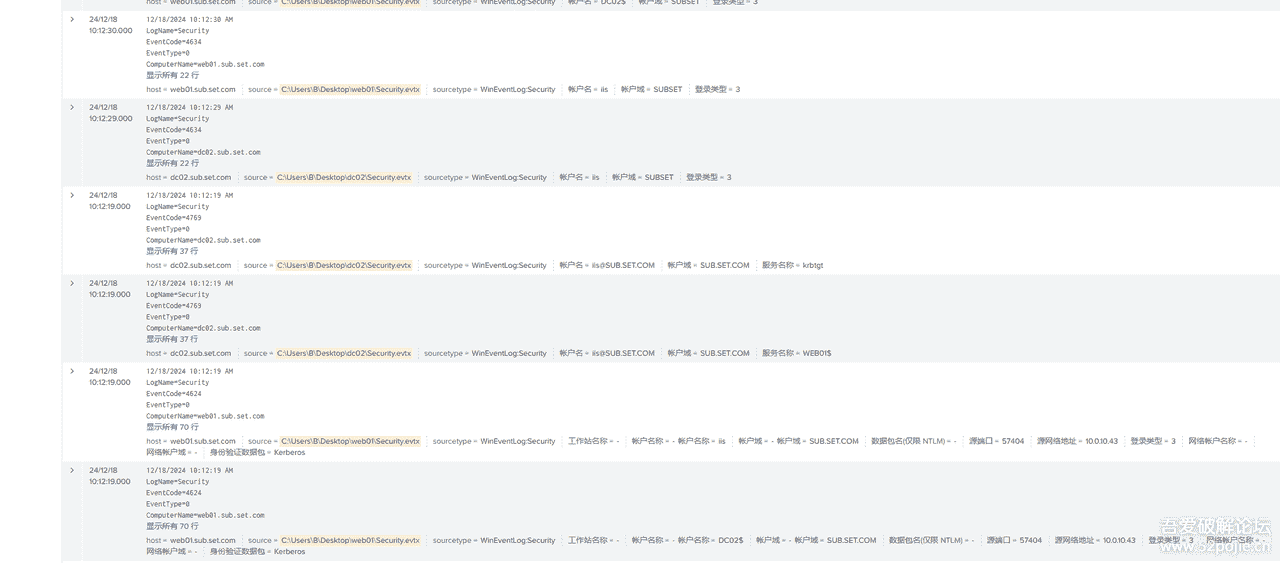 host = web01.sub.set.com source = C:\Users\B\Desktop\web01\Security.evtx sourcetype = WinEventLog:Security 帐户名 = DC02$ 帐户域 = SUBSET 登录类型 = 3
24/12/18 12/18/2024 10:12:30 AM
10:12:30.000 LogName=Security
EventCode=4634
EventType=0
ComputerName=web01.sub.set.com
显示所有 22 行
host = web01.sub.set.com source = C:\Users\B\Desktop\web01\Security.evtx sourcetype = WinEventLog:Security 帐户名 = iis 帐户域 = SUBSET 登录类型 = 3
24/12/18 12/18/2024 10:12:29 AM
10:12:29.000 LogName=Security
EventCode=4634
EventType=0
ComputerName=dc02.sub.set.com
显示所有 22 行
host = dc02.sub.set.com source = C:\Users\B\Desktop\dc02\Security.evtx sourcetype = WinEventLog:Security 帐户名 = iis 帐户域 = SUBSET 登录类型 = 3
24/12/18 12/18/2024 10:12:19 AM
10:12:19.000 LogName=Security
EventCode=4769
EventType=0
ComputerName=dc02.sub.set.com
显示所有 37 行
host = dc02.sub.set.com source = C:\Users\B\Desktop\dc02\Security.evtx sourcetype = WinEventLog:Security 帐户名 = iis@SUB.SET.COM 帐户域 = SUB.SET.COM 服务名称 = krbtgt
24/12/18 12/18/2024 10:12:19 AM
10:12:19.000 LogName=Security
EventCode=4769
EventType=0
ComputerName=dc02.sub.set.com
显示所有 37 行
host = dc02.sub.set.com source = C:\Users\B\Desktop\dc02\Security.evtx sourcetype = WinEventLog:Security 帐户名 = iis@SUB.SET.COM 帐户域 = SUB.SET.COM 服务名称 = WEB01$
24/12/18 12/18/2024 10:12:19 AM
10:12:19.000 LogName=Security
EventCode=4624
EventType=0
ComputerName=web01.sub.set.com
显示所有 70 行
host = web01.sub.set.com source = C:\Users\B\Desktop\web01\Security.evtx sourcetype = WinEventLog:Security 工作站名称 = - 帐户名称 = - 帐户名称 = iis 帐户域 = - 帐户域 = SUB.SET.COM 数据包名(仅限 NTLM) = - 源端口 = 57404 源网络地址 = 10.0.10.43 登录类型 = 3 网络帐户名称 = -
网络帐户域 = - 身份验证数据包 = Kerberos
24/12/18 12/18/2024 10:12:19 AM
10:12:19.000 LogName=Security
EventCode=4624
EventType=0
ComputerName=web01.sub.set.com
显示所有 70 行
host = web01.sub.set.com source = C:\Users\B\Desktop\web01\Security.evtx sourcetype = WinEventLog:Security 工作站名称 = - 帐户名称 = - 帐户名称 = DC02$ 帐户域 = - 帐户域 = SUB.SET.COM 数据包名(仅限 NTLM) = - 源端口 = 57404 源网络地址 = 10.0.10.43 登录类型 = 3 网络帐户名称 = -
网络帐户域 = - 身份验证数据包 = Kerberos
吾爱破解论坛
www.52pojie.cn